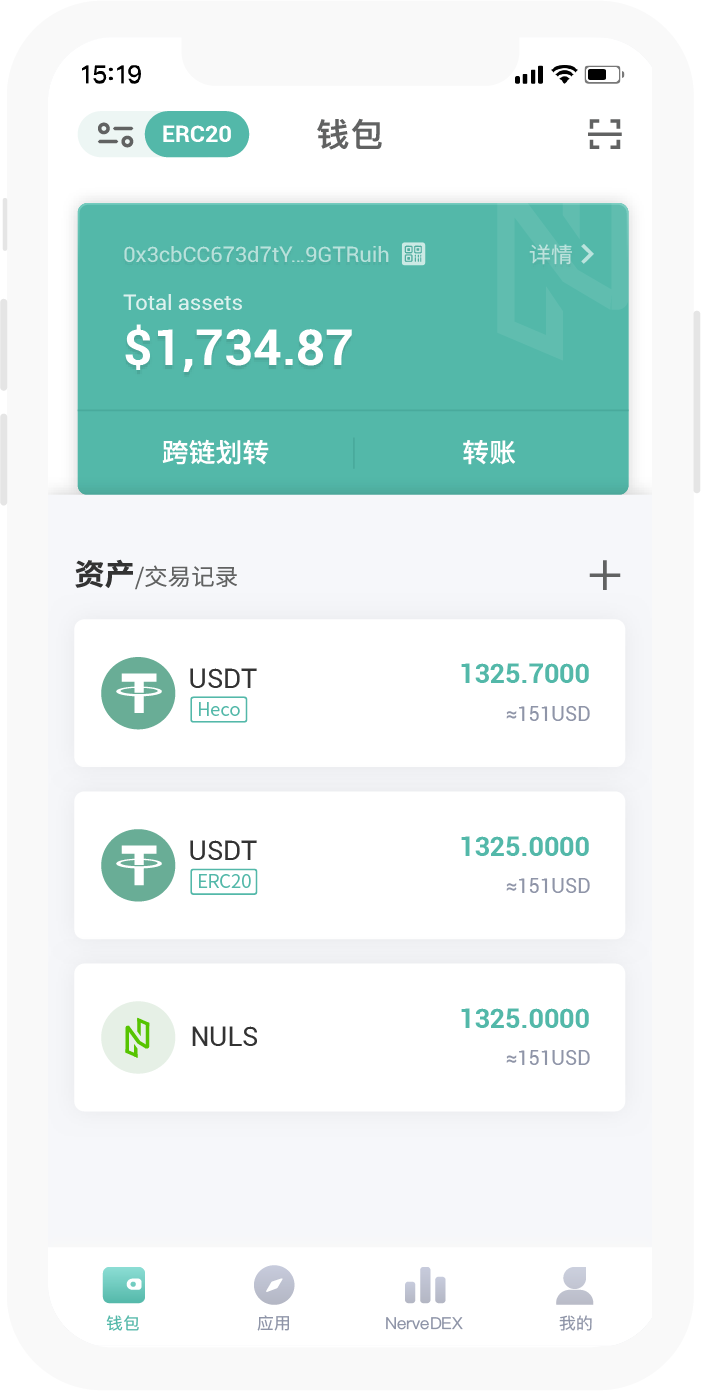 15:19
ERC20
钱包
0x3cbCC673d7tY...9GTRuih
详情
Total assets
$1,734.87
跨链划转
转账
资产/交易记录
USDT
1325.7000
Heco
≈151USD
USDT
1325.0000
ERC20
≈151USD
NULS
1325.0000
≈151USD
钱包
应用
NerveDEX
我的